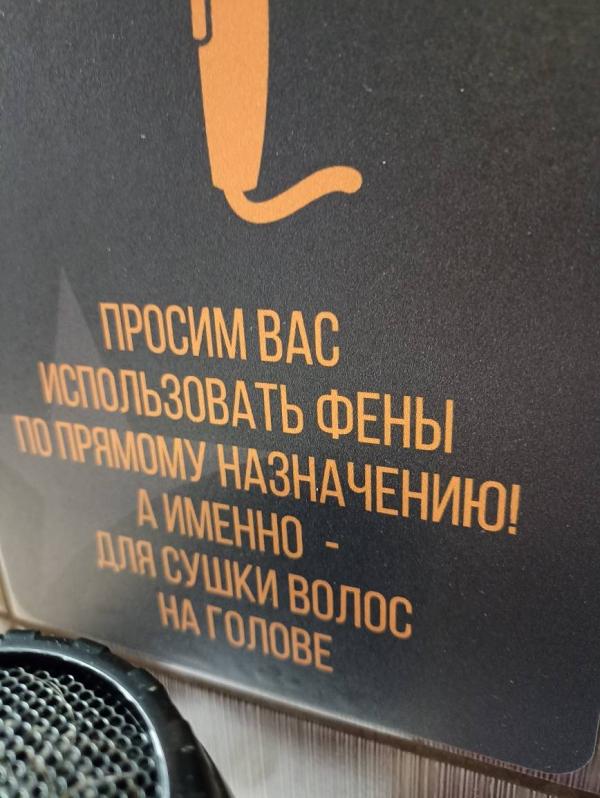 ПРОСИМ ВАС
ИСПОЛЬЗОВАТЬ ФЕНЫ
ПО ПРЯМОМУ НАЗНАЧЕНИЮ!
А ИМЕННО -
ДЛЯ СУШКИ ВОЛОС
НА ГОЛОВЕ